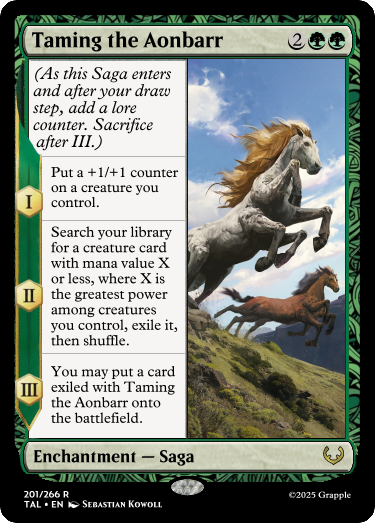 Taming the Aonbarr 2
(As this Saga enters
and after your draw
step, add a lore
counter. Sacrifice
after III.)
I
Put a +1/+1 counter
on a creature you
control.
II
Search your library
for a creature card
with mana value X
or less, where X is
the greatest power
among creatures
you control, exile it,
then shuffle.
III
You may put a card
exiled with Taming
the Aonbarr onto
the battlefield.
Enchantment — Saga
201/266 R
TAL • EN Sebastian Kowoll
©2025 Grapple